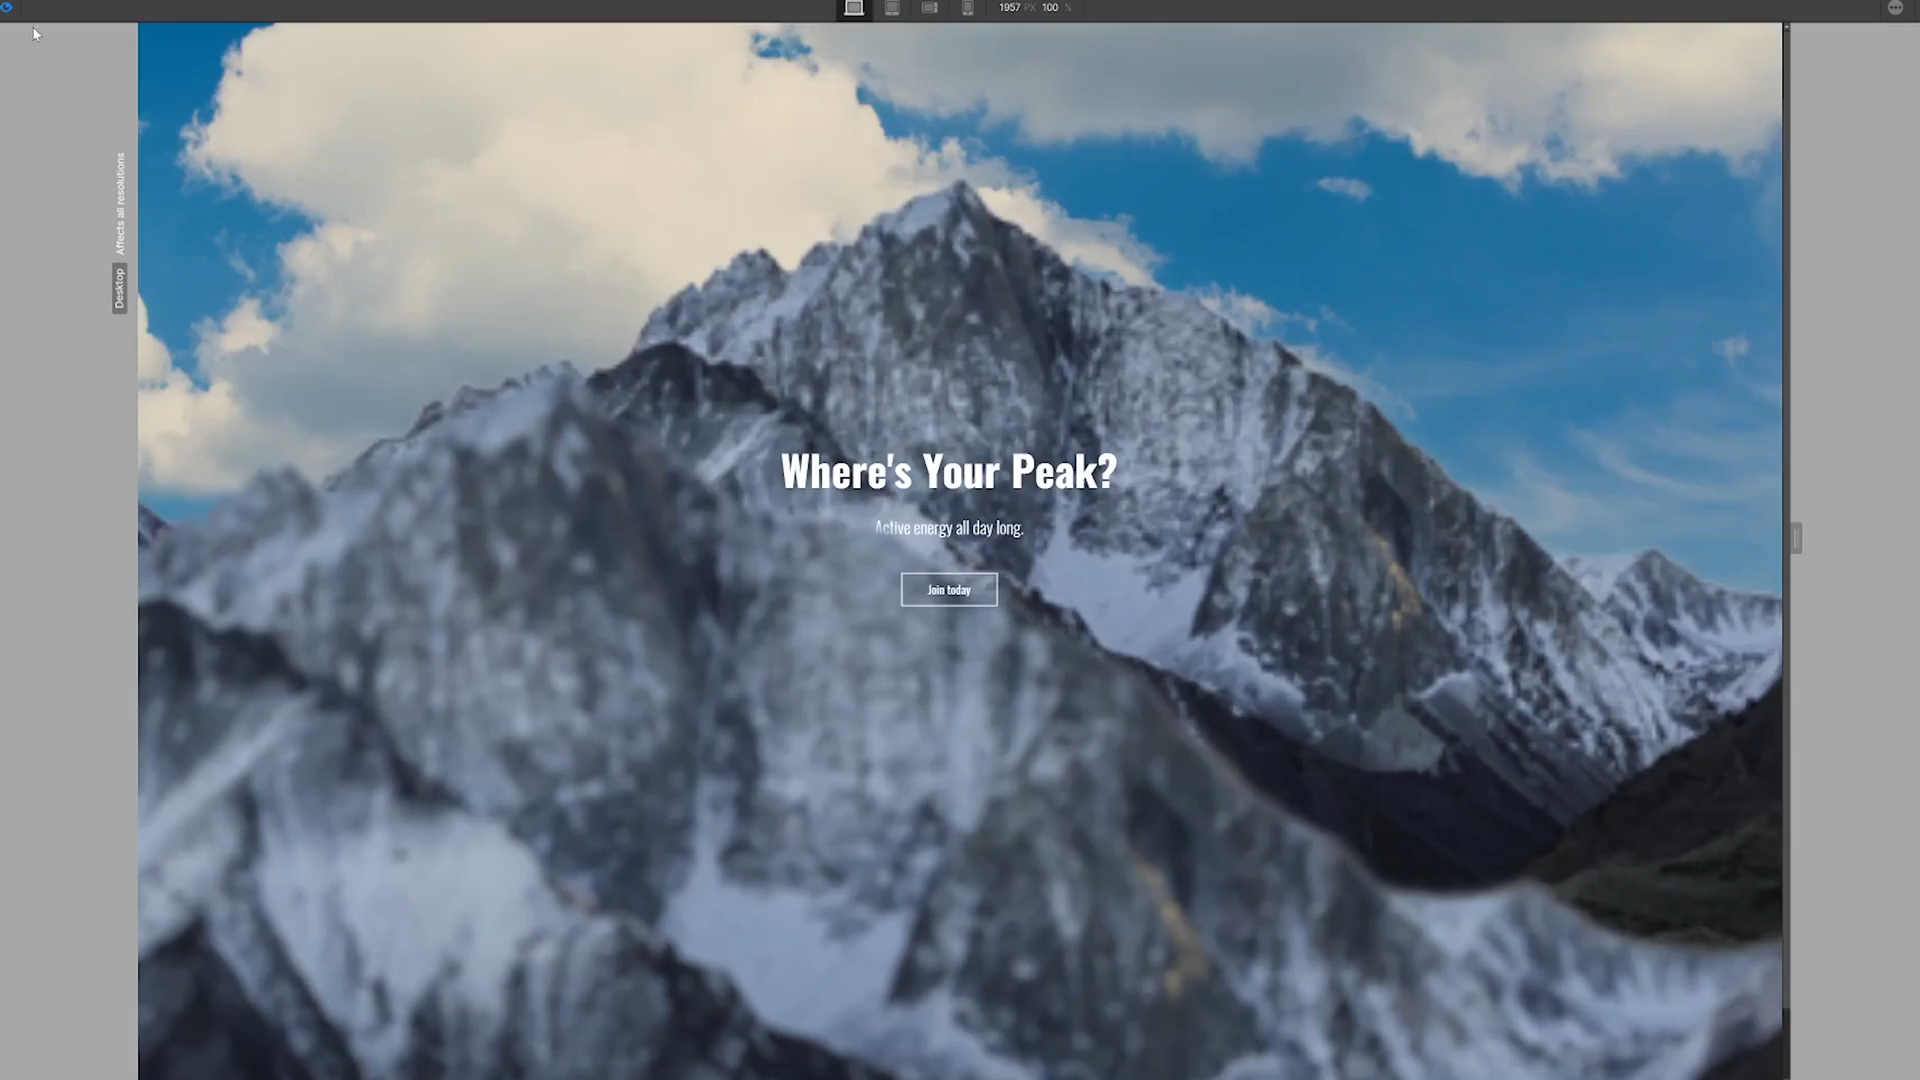 1957 PX 100 %
Affects all resolutions
Desktop
Where's Your Peak?
Active energy all day long.
Join today